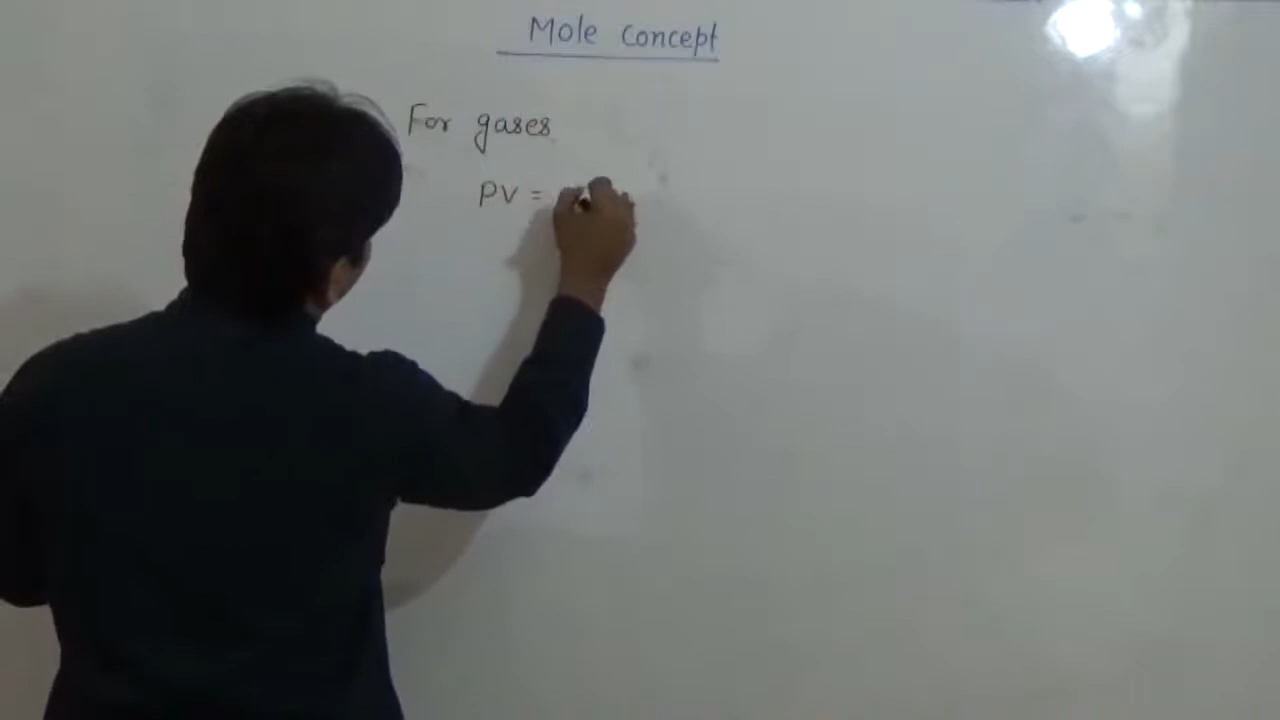 Mole Concept
For gases
PV =